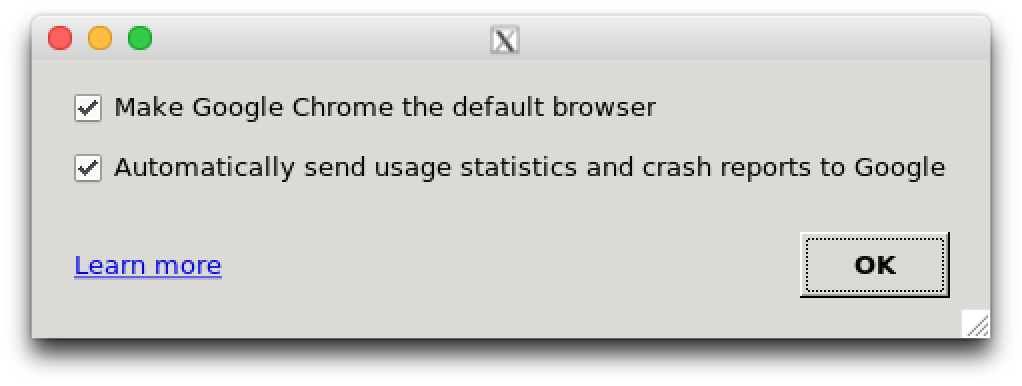 Make Google Chrome the default browser
Automatically send usage statistics and crash reports to Google
Learn more
OK